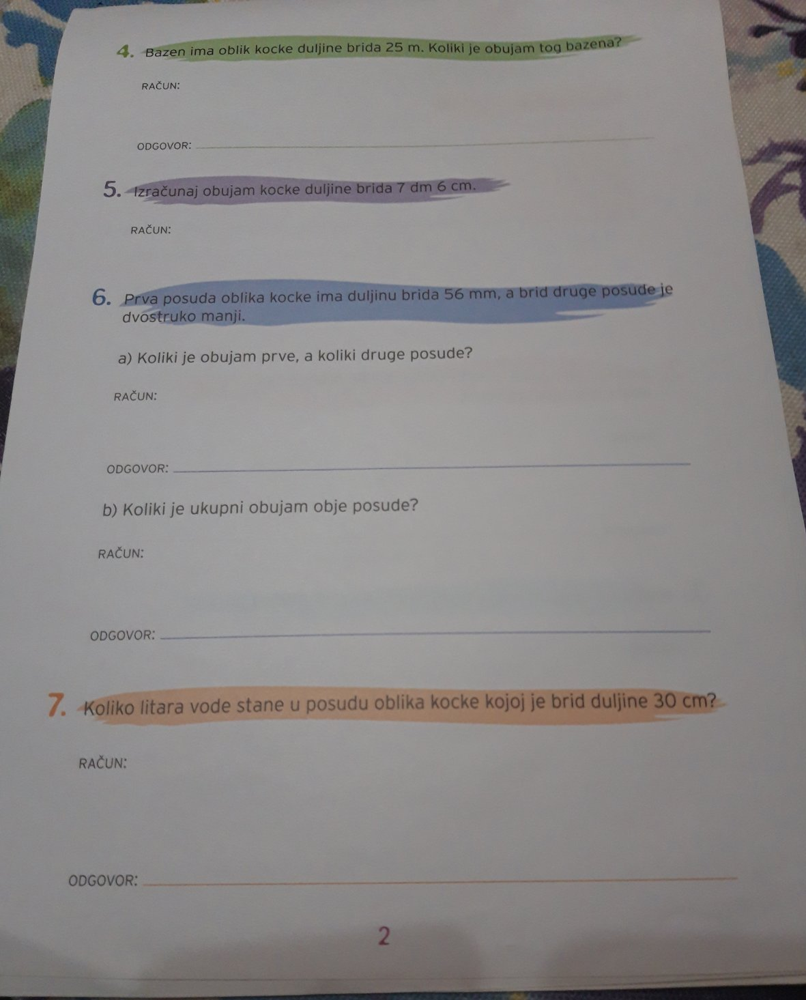 4. Bazen ima oblik kocke duljine brida 25 m. Koliki je obujam tog bazena?
RAČUN:
ODGOVOR:
5. Izračunaj obujam kocke duljine brida 7 dm 6 cm.
RAČUN:
6. Prva posuda oblika kocke ima duljinu brida 56 mm, a brid druge posude je
dvostruko manji.
a) Koliki je obujam prve, a koliki druge posude?
RAČUN:
ODGOVOR:
b) Koliki je ukupni obujam obje posude?
RAČUN:
ODGOVOR:
7. Koliko litara vode stane u posudu oblika kocke kojoj je brid duljine 30 cm?
RAČUN:
ODGOVOR:
2